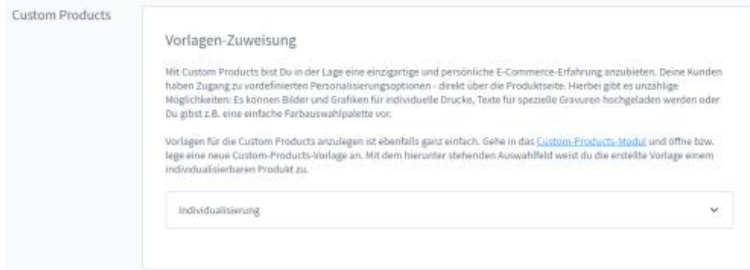 Custom Products
Vorlagen-Zuweisung
Mit Custom Products bist Du in der Lage eine einzigartige und persönliche E-Commerce-Erfahrung anzubieten. Deine Kunden
haben Zugang zu vordefinierten Personalisierungsoptionen - direkt über die Produktseite. Hierbei gibt es unzählige
Möglichkeiten: Es können Bilder und Grafiken für individuelle Drucke, Texte für spezielle Gravuren hochgeladen werden oder
Du gibst z.B. eine einfache Farbauswahlpalette vor.
Vorlagen für die Custom Products anzulegen ist ebenfalls ganz einfach. Gehe in das Custom-Products-Modul und öffne bzw.
lege eine neue Custom-Products-Vorlage an. Mit dem hierunter stehenden Auswahlfeld weist du die erstellte Vorlage einem
individualisierbaren Produkt zu.
Individualisierung